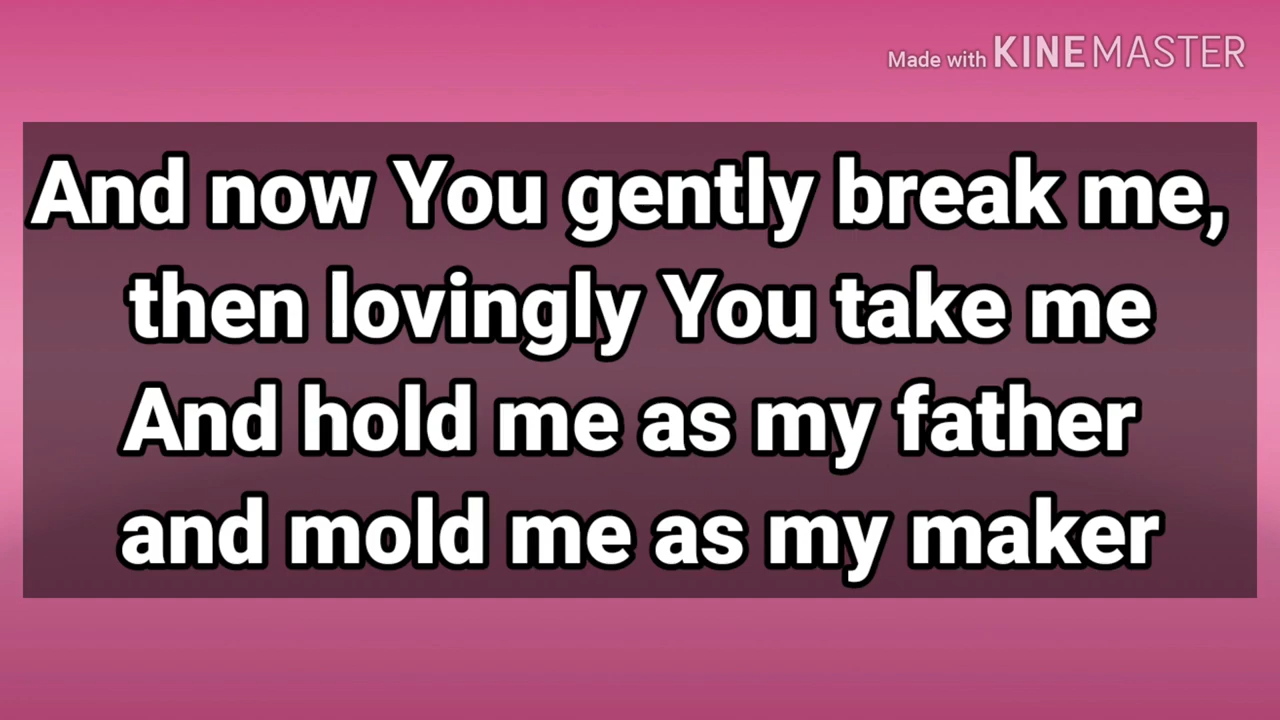 Made with KINEMASTER
And now You gently break me,
then lovingly You take me
And hold me as my father
and mold me as my maker